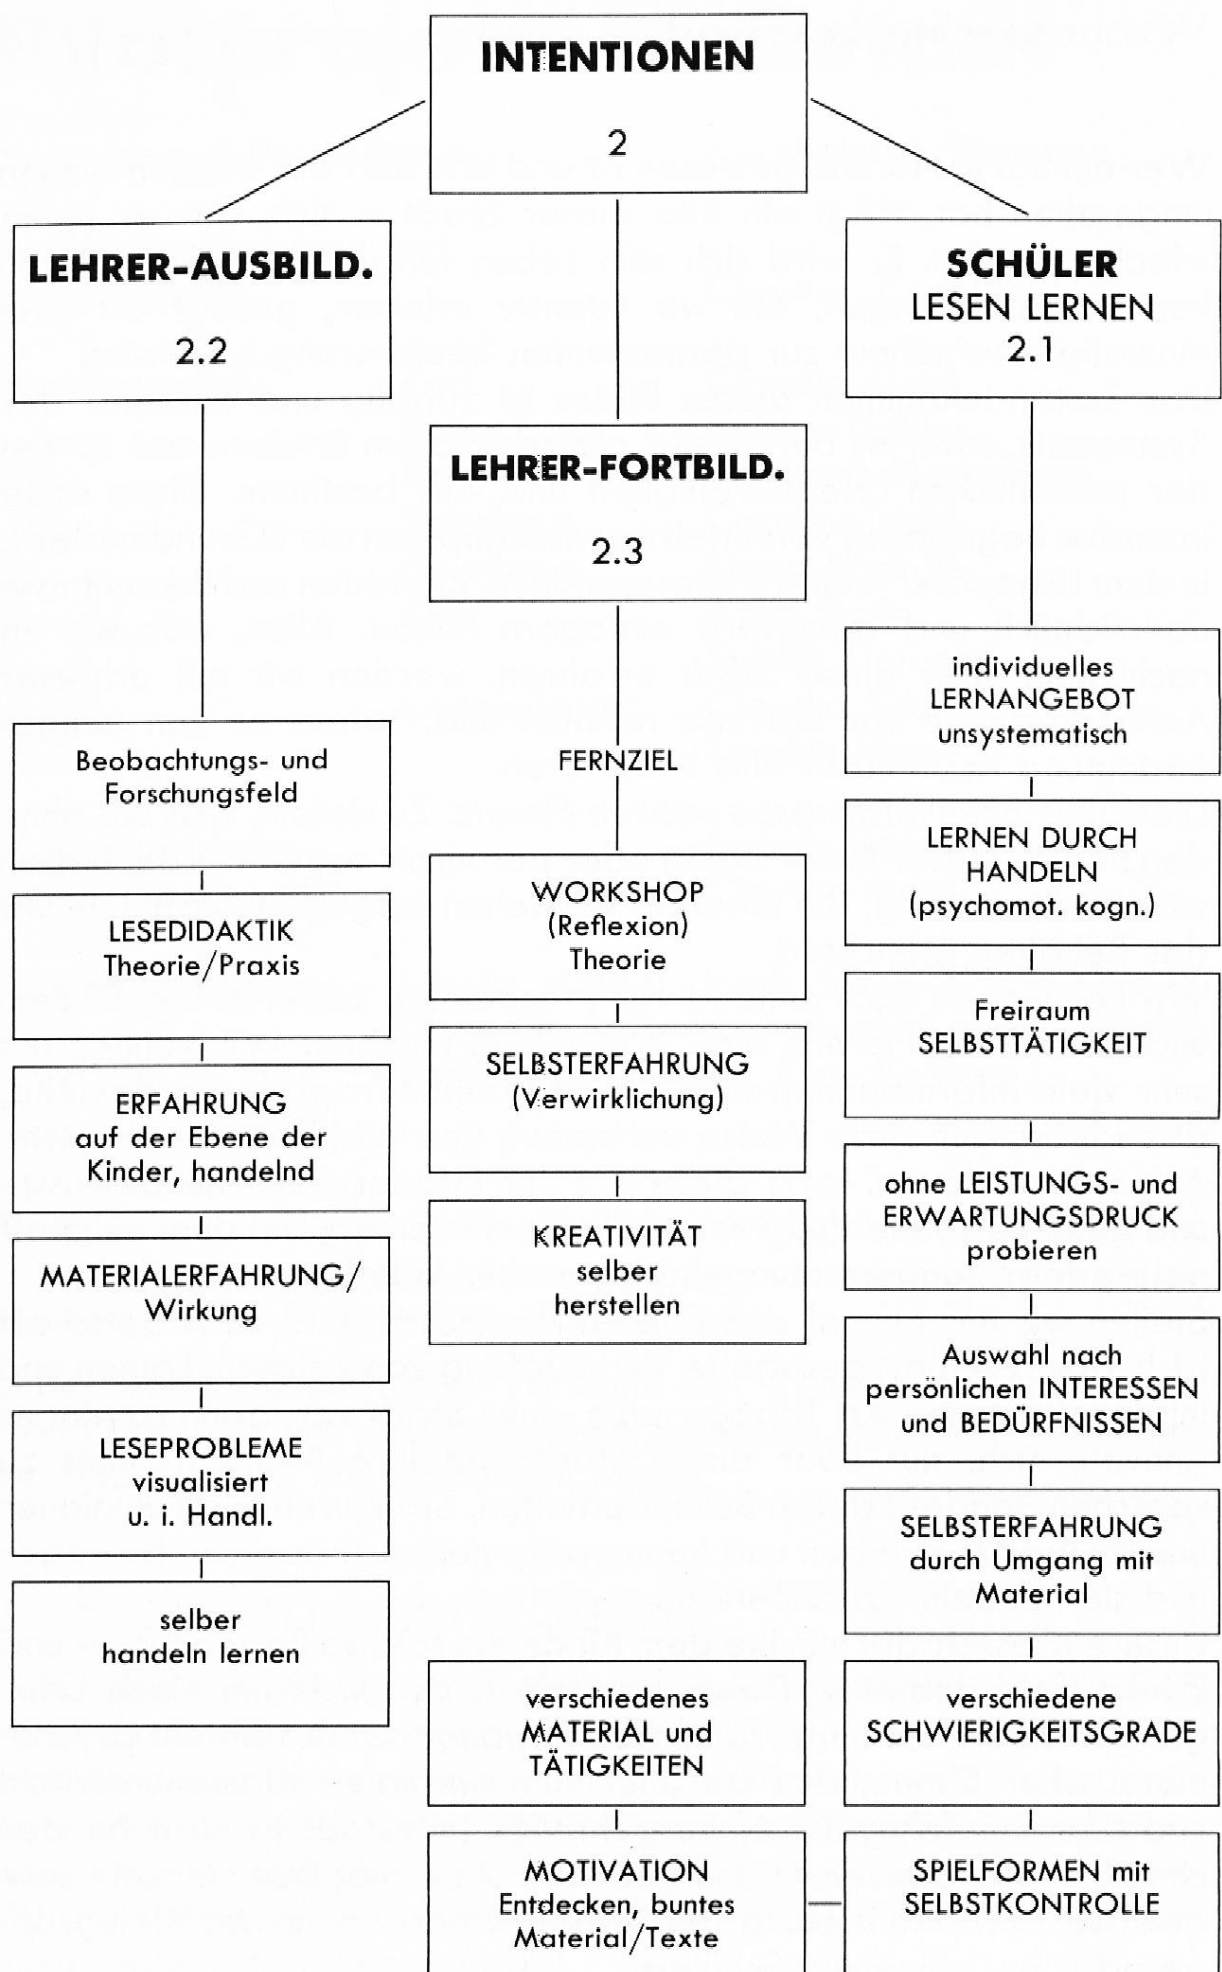 INTENTIONEN
2
LEHRER-AUSBILD.
2.2
SCHÜLER
LESEN LERNEN
2.1
LEHRER-FORTBILD.
2.3
Beobachtungs- und
Forschungsfeld
LESEDIDAKTIK
Theorie/Praxis
ERFAHRUNG
auf der Ebene der
Kinder, handelnd
MATERIALERFAHRUNG/
Wirkung
LESEPROBLEME
visualisiert
u. i. Handl.
selber
handeln lernen
FERNZIEL
WORKSHOP
(Reflexion)
Theorie
SELBSTERFAHRUNG
(Verwirklichung)
KREATIVITÄT
selber
herstellen
individuelles
LERNANGEBOT
unsystematisch
LERNEN DURCH
HANDELN
(psychomot. kogn.)
Freiraum
SELBSTTÄTIGKEIT
ohne LEISTUNGS- und
ERWARTUNGSDRUCK
probieren
Auswahl nach
persönlichen INTERESSEN
und BEDÜRFNISSEN
SELBSTERFAHRUNG
durch Umgang mit
Material
verschiedene
SCHWIERIGKEITSGRADE
SPIELFORMEN mit
SELBSTKONTROLLE
verschiedenes
MATERIAL und
TÄTIGKEITEN
MOTIVATION
Entdecken, buntes
Material/Texte